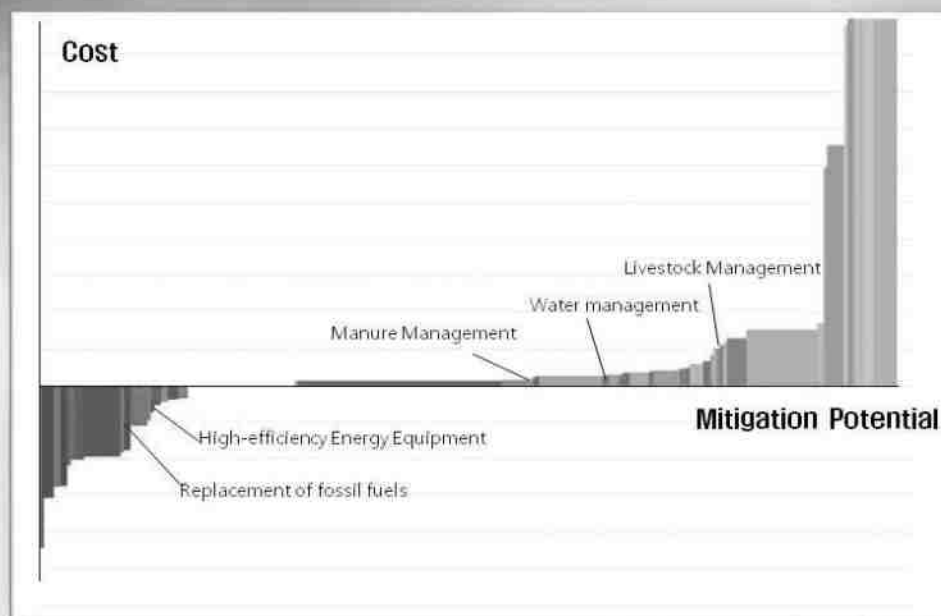 Cost
Livestock Management
Water management
Manure Management
Mitigation Potential
High-efficiency Energy Equipment
Replacement of fossil fuels